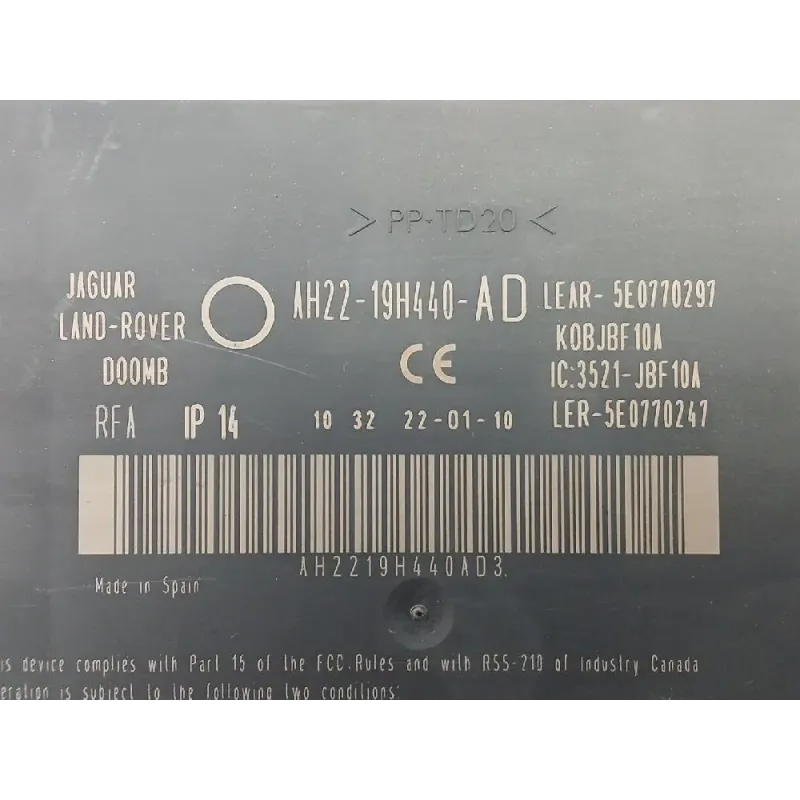 > PP-TD20 <
JAGUAR
LAND-ROVER
D00MB
AH22-19H440-AD
LEAR- 5E0770297
KOBJBF10A
IC:3521-JBF10A
LER-5E0770247
CE
RFA IP 14 10 32 22-01-10
AH2219H440AD3.
Made in Spain
is device complies with Part 15 of the FCC.Rules and with RSS-210 of Industry Canada
eration is subject to the following two conditions: